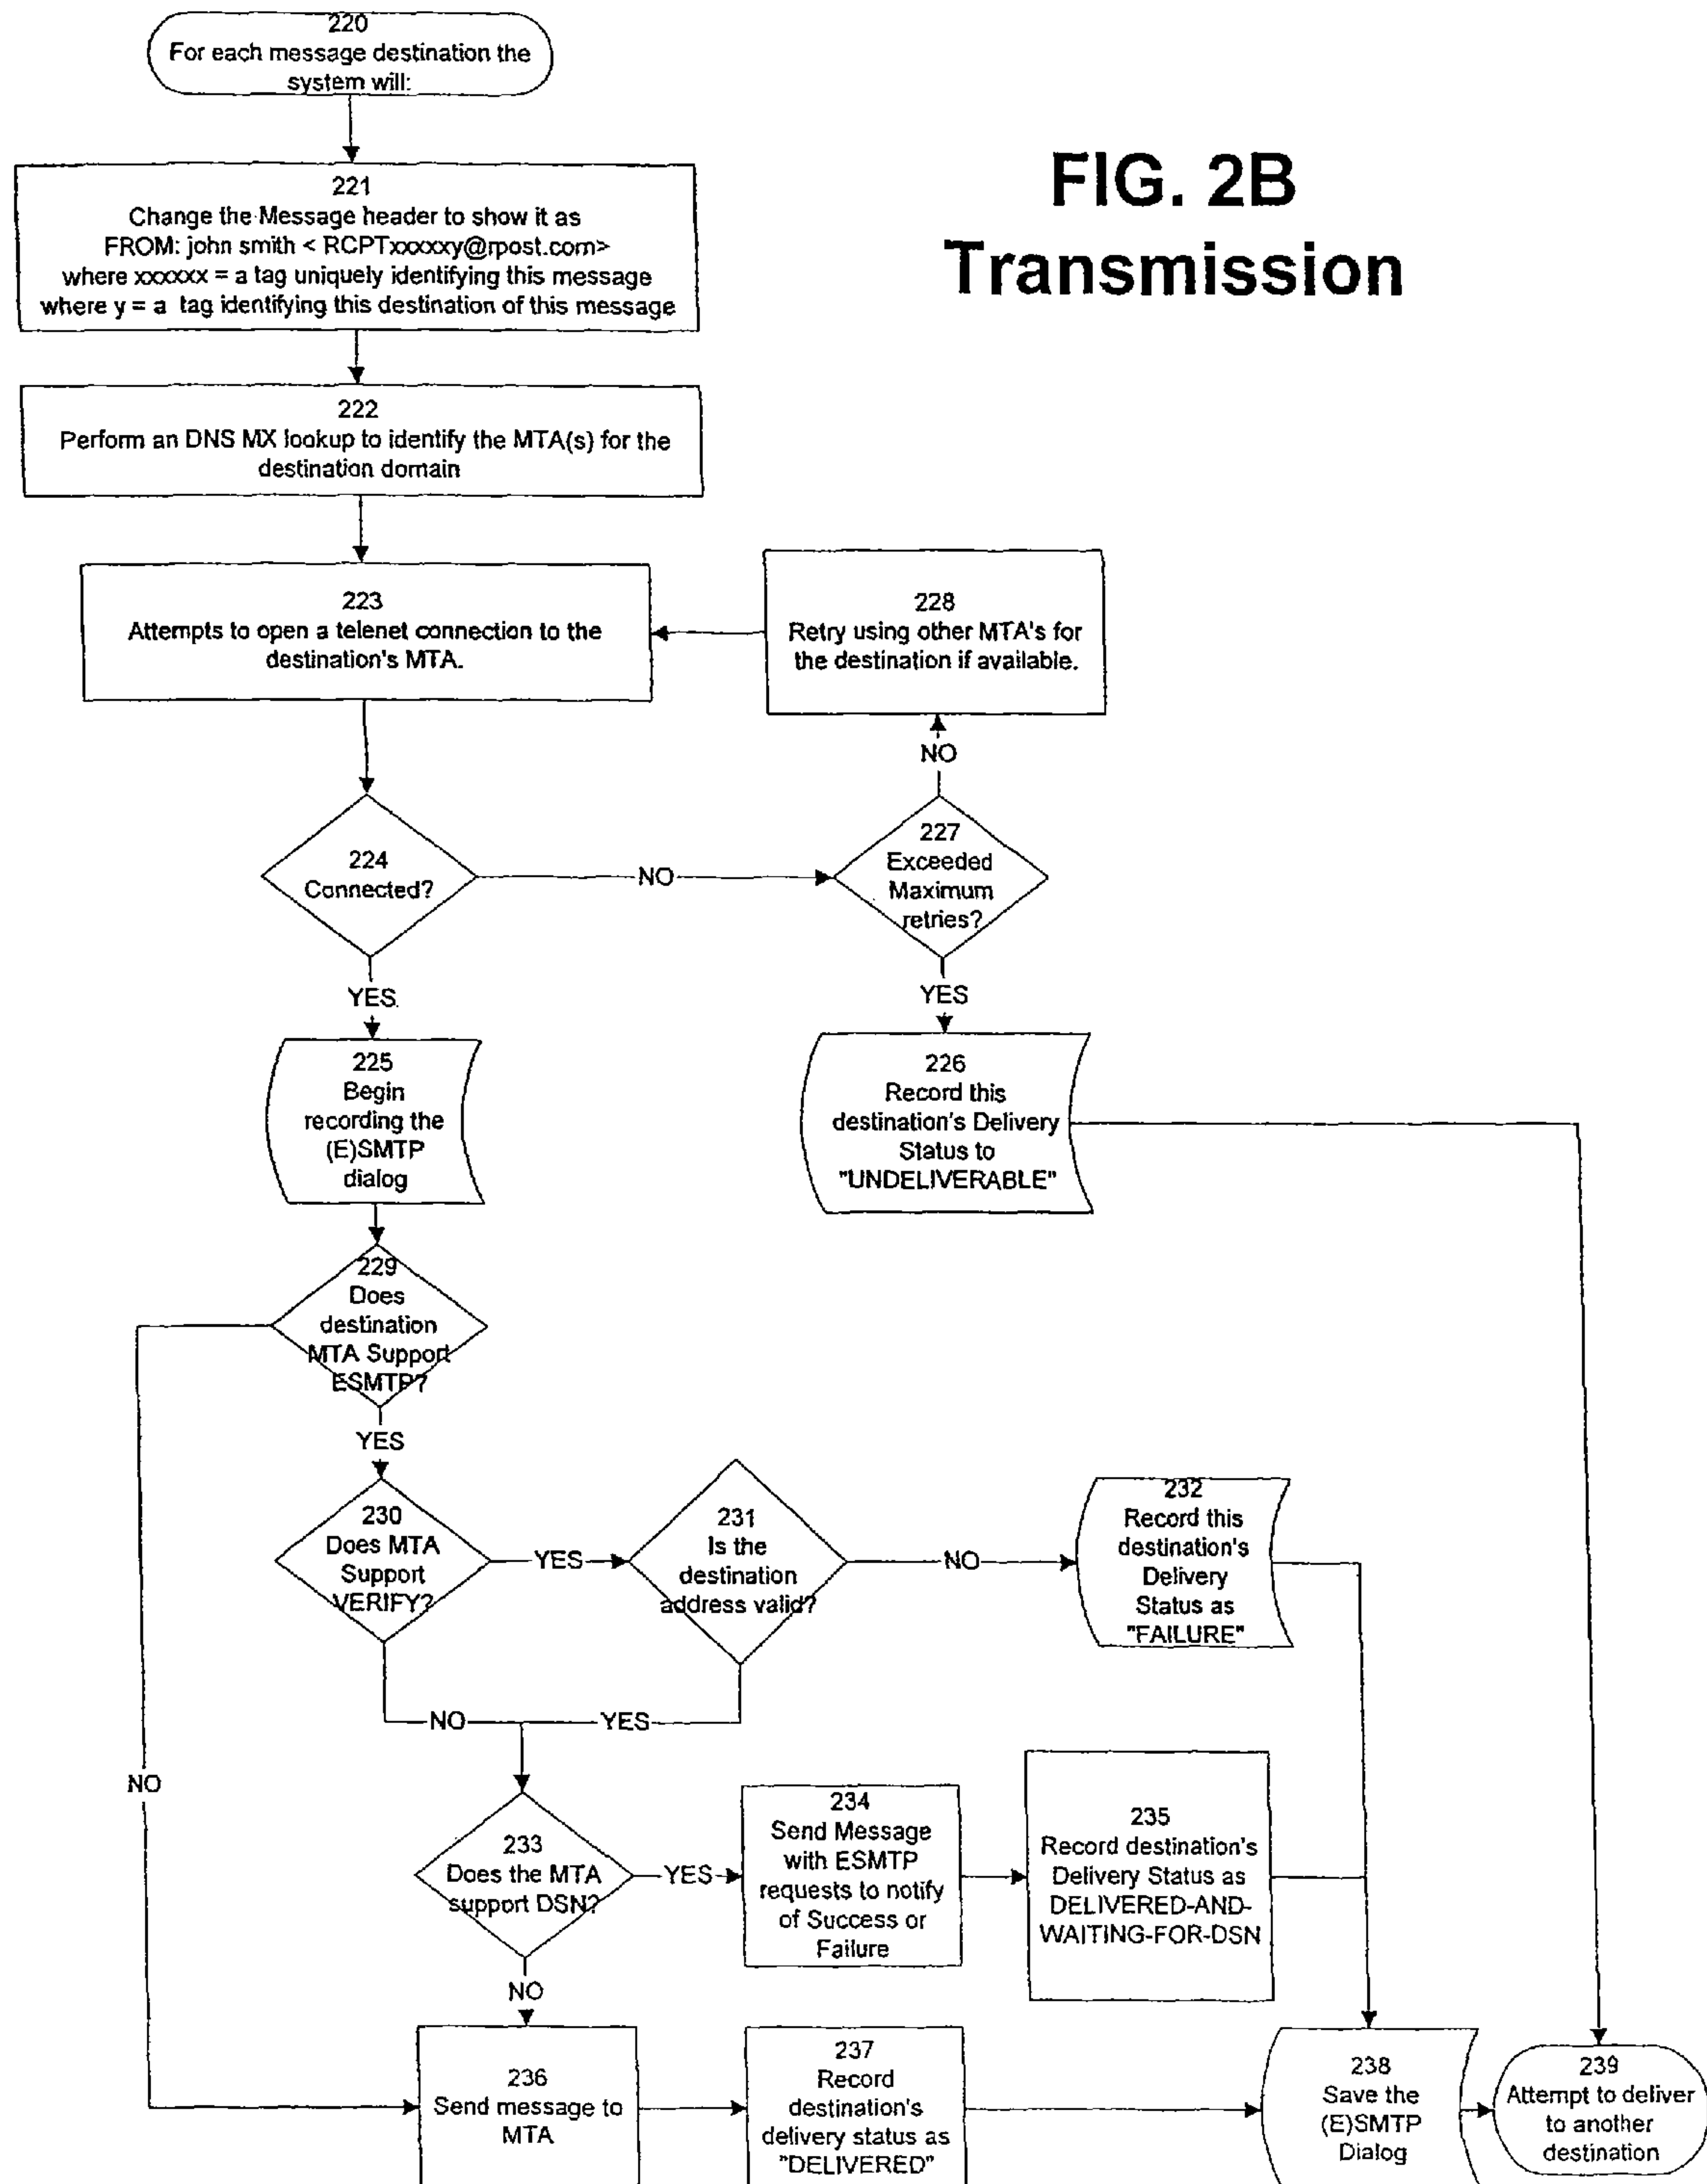 220
For each message destination the
system will:
FIG. 2B
Transmission
221
Change the Message header to show it as
FROM: john smith < RCPTxxxxxy@rpost.com>
where xxxxxx = a tag uniquely identifying this message
where y = a tag identifying this destination of this message
222
Perform an DNS MX lookup to identify the MTA(s) for the
destination domain
223
Attempts to open a telenet connection to the
destination's MTA.
228
Retry using other MTA's for
the destination if available.
NO
224
Connected?
NO
227
Exceeded
Maximum
retries?
YES
YES
225
Begin
recording the
(E)SMTP
dialog
226
Record this
destination's Delivery
Status to
"UNDELIVERABLE"
229
Does
destination
MTA Support
ESMTP?
YES
230
Does MTA
Support
VERIFY?
YES
231
Is the
destination
address valid?
NO
232
Record this
destination's
Delivery
Status as
"FAILURE"
NO
YES
NO
233
Does the MTA
support DSN?
YES
234
Send Message
with ESMTP
requests to notify
of Success or
Failure
235
Record destination's
Delivery Status as
DELIVERED-AND-
WAITING-FOR-DSN
NO
236
Send message to
MTA
237
Record
destination's
delivery status as
"DELIVERED"
238
Save the
(E)SMTP
Dialog
239
Attempt to deliver
to another
destination